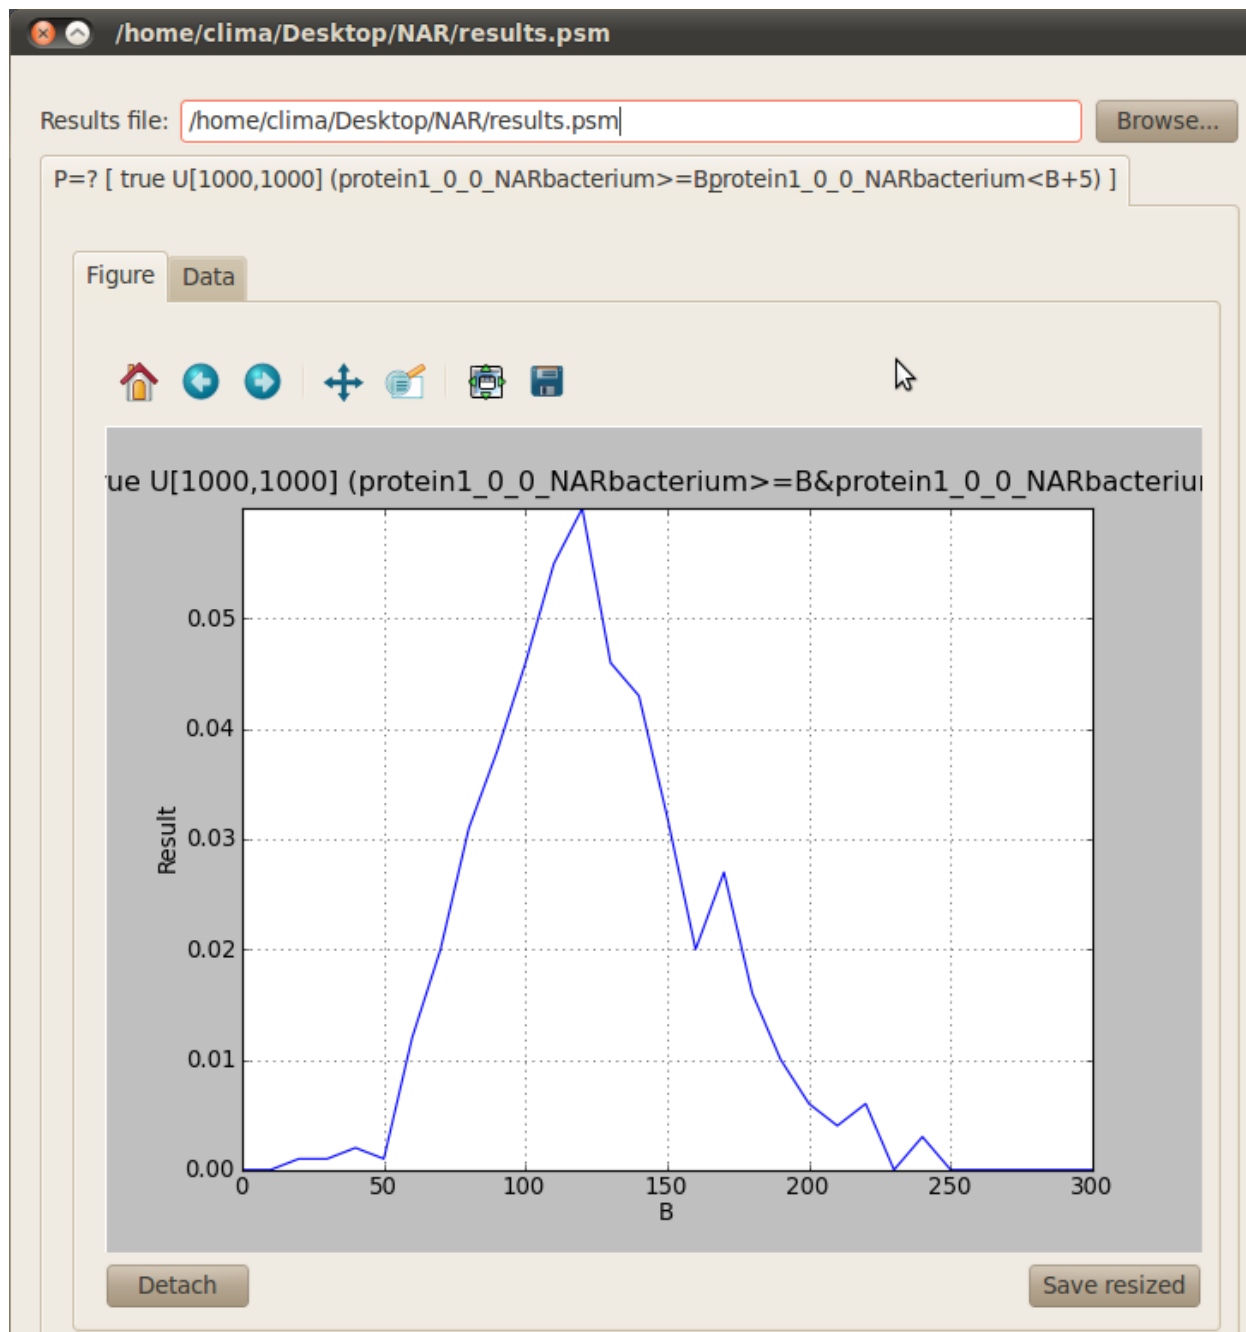 /home/clima/Desktop/NAR/results.psm
Results file: /home/clima/Desktop/NAR/results.psm Browse...
P=? [ true U[1000,1000] (protein1_0_0_NARbacterium>=Bprotein1_0_0_NARbacterium<B+5) ]
Figure Data
rue U[1000,1000] (protein1_0_0_NARbacterium>=B&protein1_0_0_NARbacteriu
0.05
0.04
0.03
0.02
0.01
0.00
Result
0 50 100 150 200 250 300
B
Detach Save resized